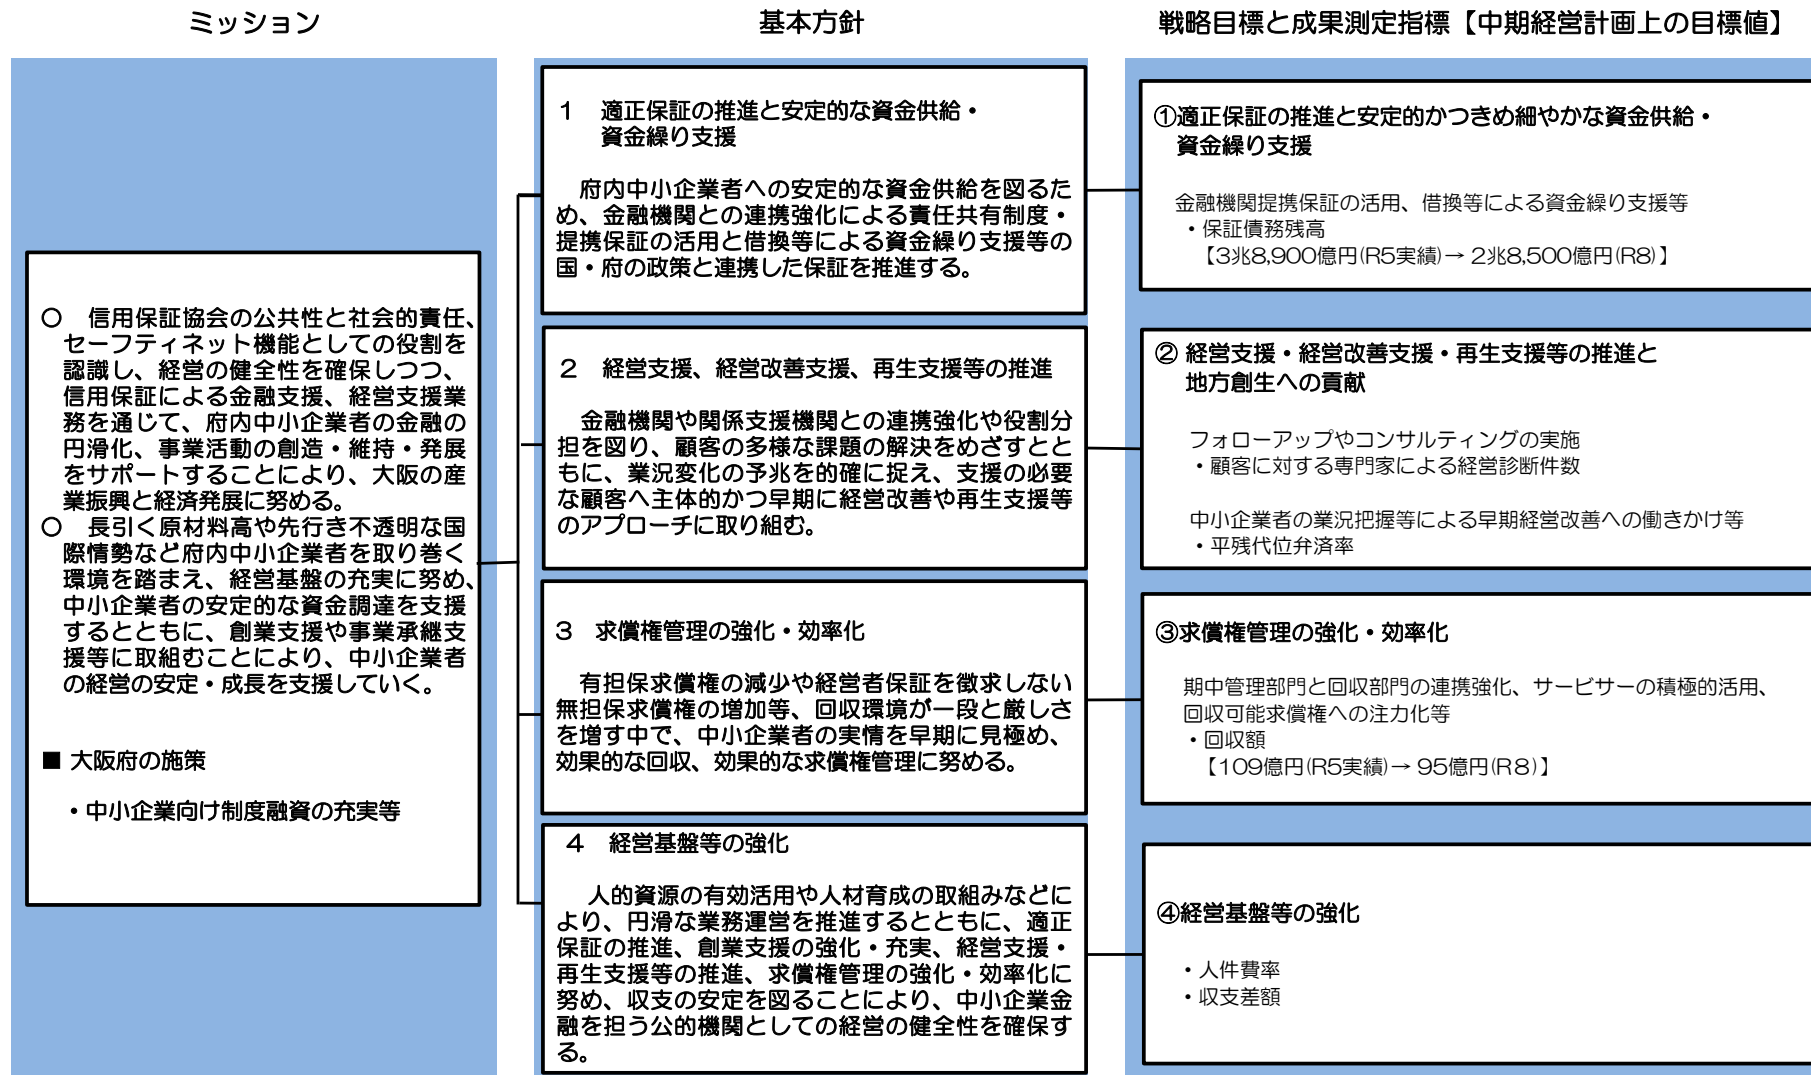 ミッション
基本方針
戦略目標と成果測定指標【中期経営計画上の目標値】
○　信用保証協会の公共性と社会的責任、
セーフティネット機能としての役割を
認識し、経営の健全性を確保しつつ、
信用保証による金融支援、経営支援業
務を通じて、府内中小企業者の金融の
円滑化、事業活動の創造・維持・発展
をサポートすることにより、大阪の産
業振興と経済発展に努める。
○　長引く原材料高や先行き不透明な国
際情勢など府内中小企業者を取り巻く
環境を踏まえ、経営基盤の充実に努め、
中小企業者の安定的な資金調達を支援
するとともに、創業支援や事業承継支
援等に取組むことにより、中小企業者
の経営の安定・成長を支援していく。
■ 大阪府の施策
・中小企業向け制度融資の充実等
１　適正保証の推進と安定的な資金供給・
資金繰り支援
府内中小企業者への安定的な資金供給を図るた
め、金融機関との連携強化による責任共有制度・
提携保証の活用と借換等による資金繰り支援等の
国・府の政策と連携した保証を推進する。
２　経営支援、経営改善支援、再生支援等の推進
金融機関や関係支援機関との連携強化や役割分
担を図り、顧客の多様な課題の解決をめざすとと
もに、業況変化の予兆を的確に捉え、支援の必要
な顧客へ主体的かつ早期に経営改善や再生支援等
のアプローチに取り組む。
３　求償権管理の強化・効率化
有担保求償権の減少や経営者保証を徴求しない
無担保求償権の増加等、回収環境が一段と厳しさ
を増す中で、中小企業者の実情を早期に見極め、
効果的な回収、効果的な求償権管理に努める。
４　経営基盤等の強化
人的資源の有効活用や人材育成の取組みなどに
より、円滑な業務運営を推進するとともに、適正
保証の推進、創業支援の強化・充実、経営支援・
再生支援等の推進、求償権管理の強化・効率化に
努め、収支の安定を図ることにより、中小企業金
融を担う公的機関としての経営の健全性を確保す
る。
①適正保証の推進と安定的かつきめ細やかな資金供給・
資金繰り支援
金融機関提携保証の活用、借換等による資金繰り支援等
・保証債務残高
【3兆8,900億円(R5実績)→ 2兆8,500億円(R8)】
② 経営支援・経営改善支援・再生支援等の推進と
地方創生への貢献
フォローアップやコンサルティングの実施
・顧客に対する専門家による経営診断件数
中小企業者の業況把握等による早期経営改善への働きかけ等
・平残代位弁済率
③求償権管理の強化・効率化
期中管理部門と回収部門の連携強化、サービサーの積極的活用、
回収可能求償権への注力化等
・回収額
【109億円(R5実績)→ 95億円(R８)】
④経営基盤等の強化
・人件費率
・収支差額